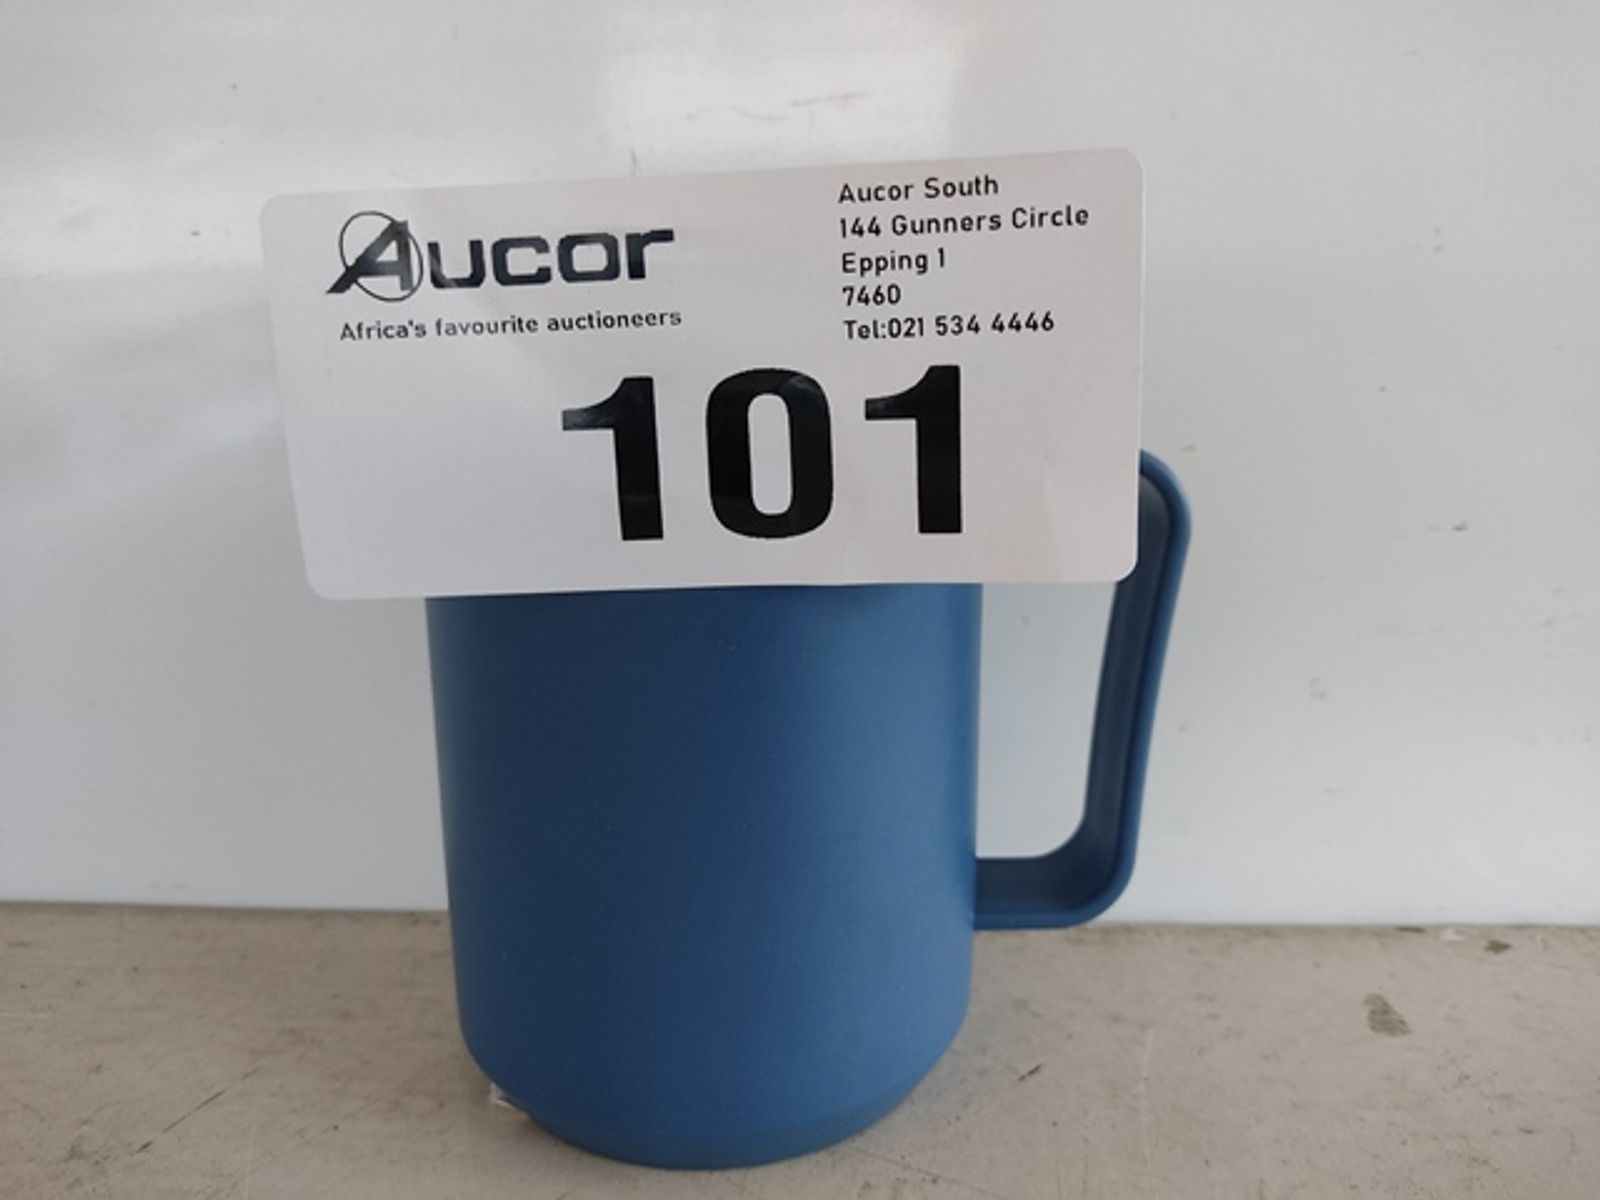 Aucor
Africa's favourite auctioneers
Aucor South
144 Gunners Circle
Epping 1
7460
Tel:021 534 4446
101